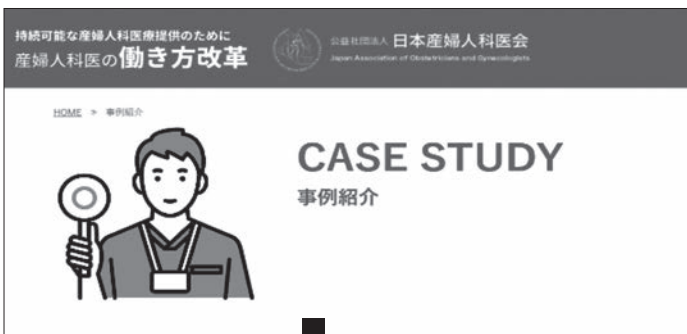 持続可能な産婦人科医療提供のために
産婦人科医の働き方改革
公益社団法人 日本産婦人科医会
Japan Association of Obstetricians and Gynecologists
HOME > 事例紹介
CASE STUDY
事例紹介